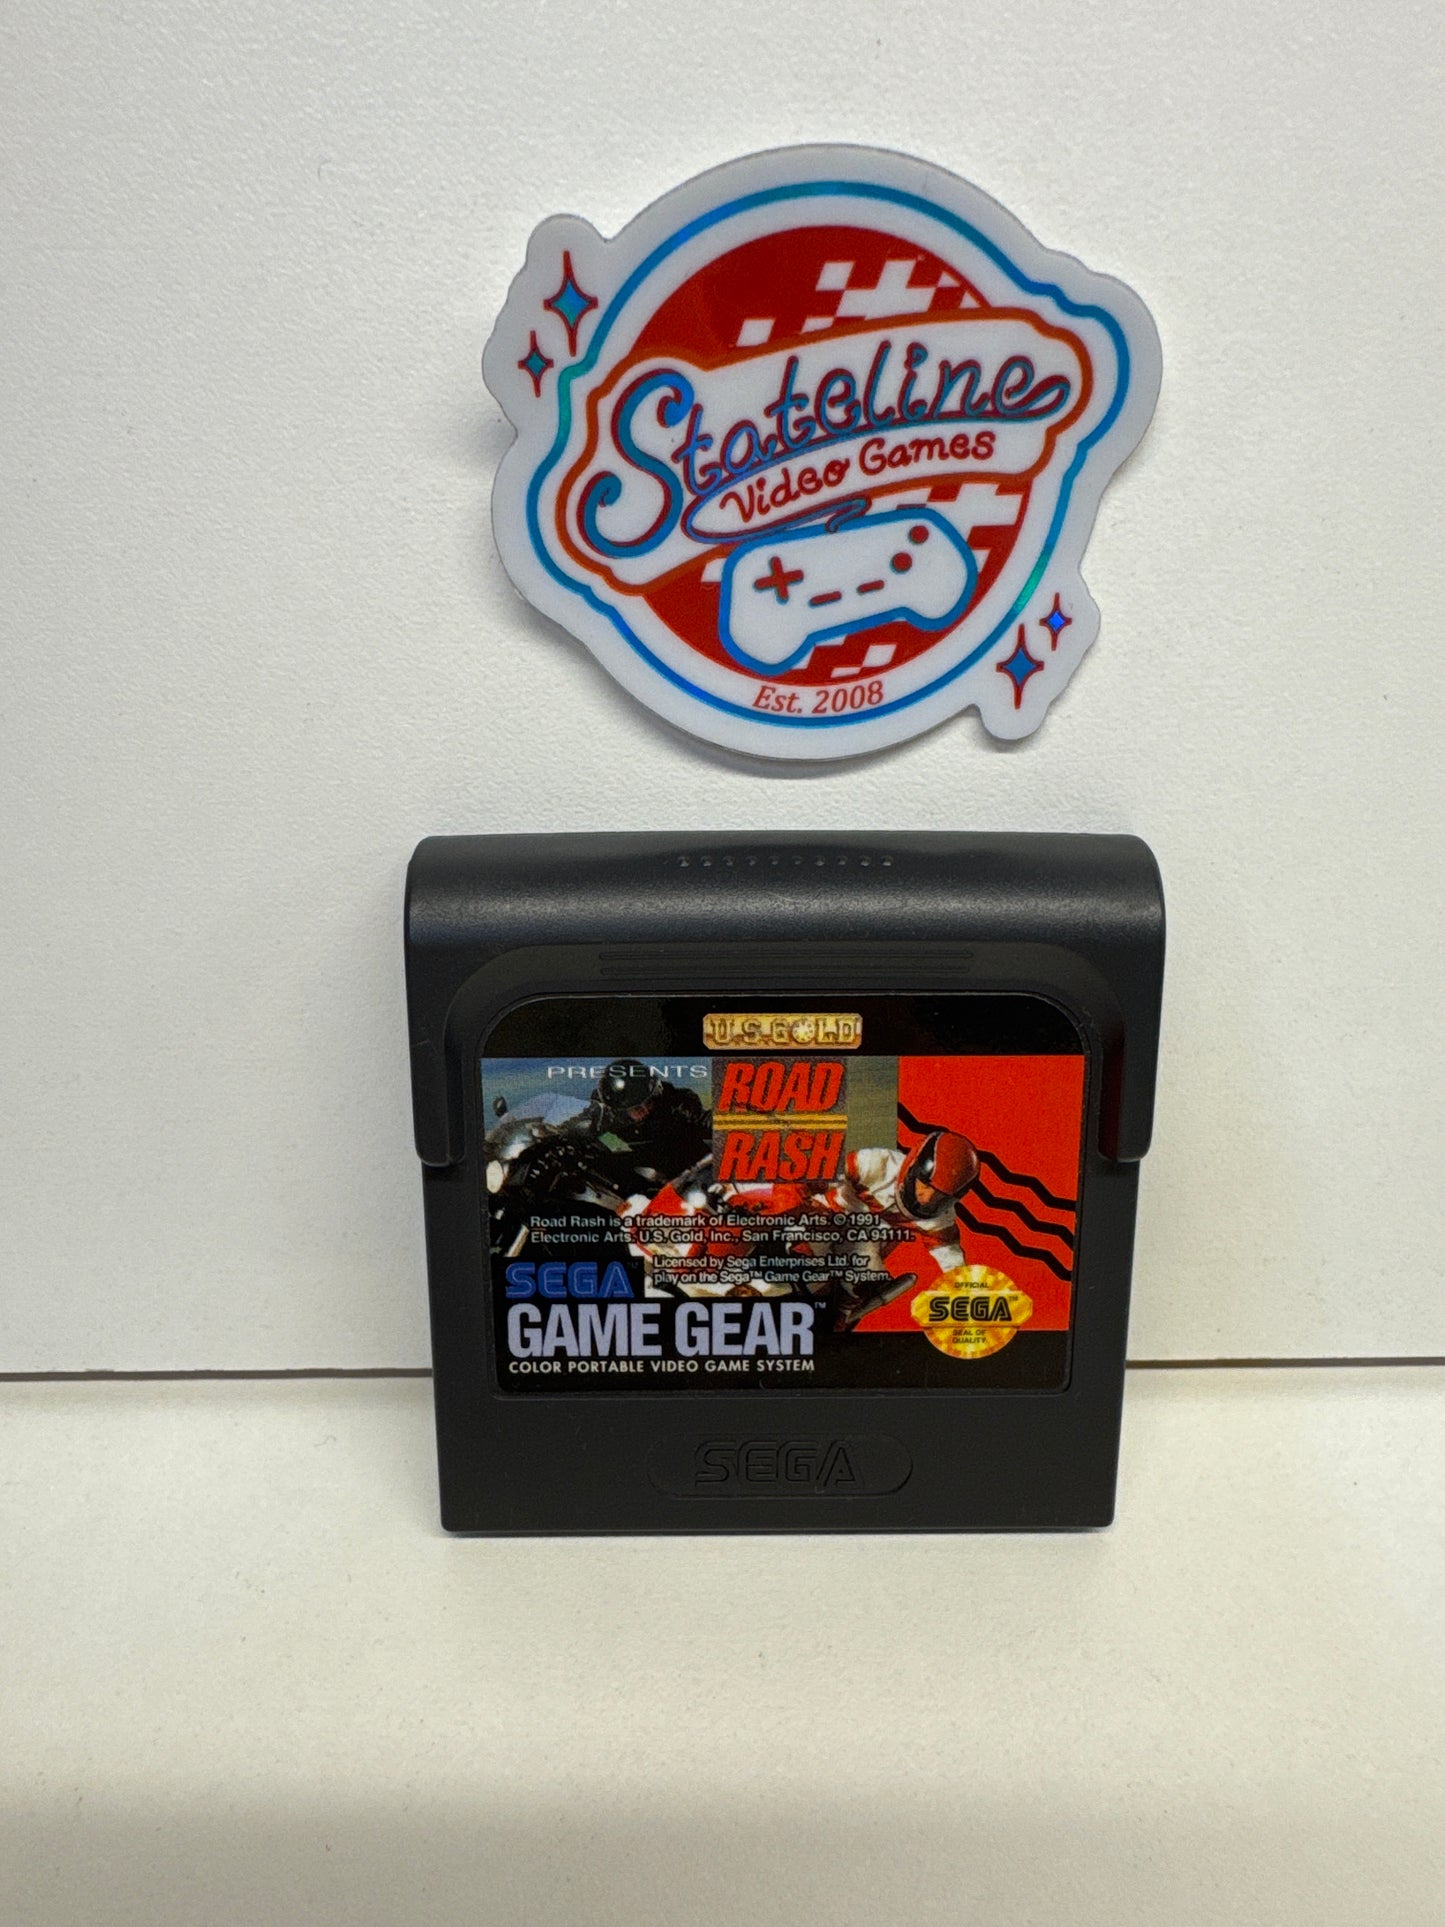 Stateline
Video Games
Est. 2008
U.S. GOLD
PRESENTS
ROAD
RASH
Road Rash is a trademark of Electronic Arts. © 1991
Electronic Arts. U.S. Gold, Inc., San Francisco, CA 94111.
Licensed by Sega Enterprises Ltd. for
play on the Sega™ Game Gear™ System.
SEGA™
GAME GEAR™
COLOR PORTABLE VIDEO GAME SYSTEM
OFFICIAL
SEGA™
SEAL OF
QUALITY
SEGA